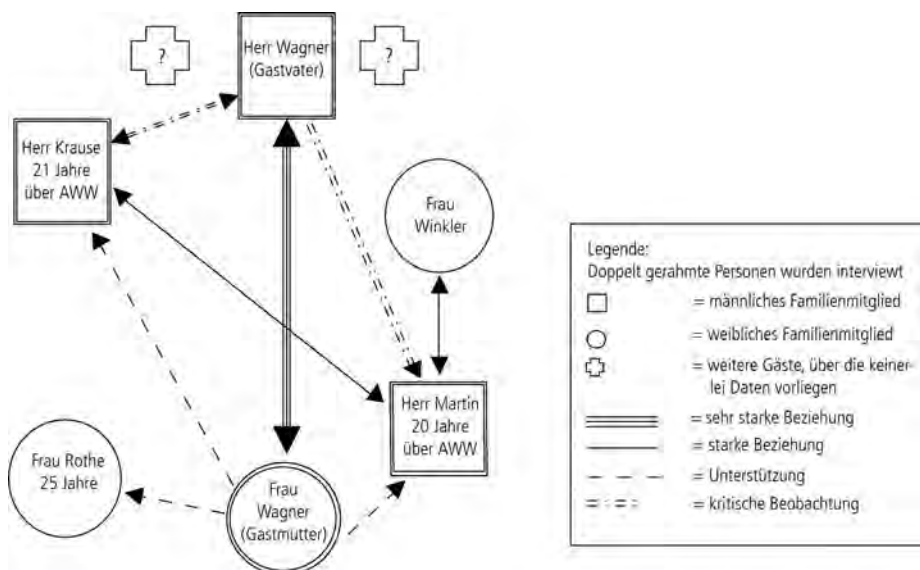 ?
Herr Wagner
(Gastvater)
?
Herr Krause
21 Jahre
über AWW
Frau
Winkler
Herr Martin
20 Jahre
über AWW
Frau Rothe
25 Jahre
Frau
Wagner
(Gastmutter)
Legende:
Doppelt gerahmte Personen wurden interviewt
= männliches Familienmitglied
= weibliches Familienmitglied
= weitere Gäste, über die keiner-
lei Daten vorliegen
= sehr starke Beziehung
= starke Beziehung
= Unterstützung
= kritische Beobachtung